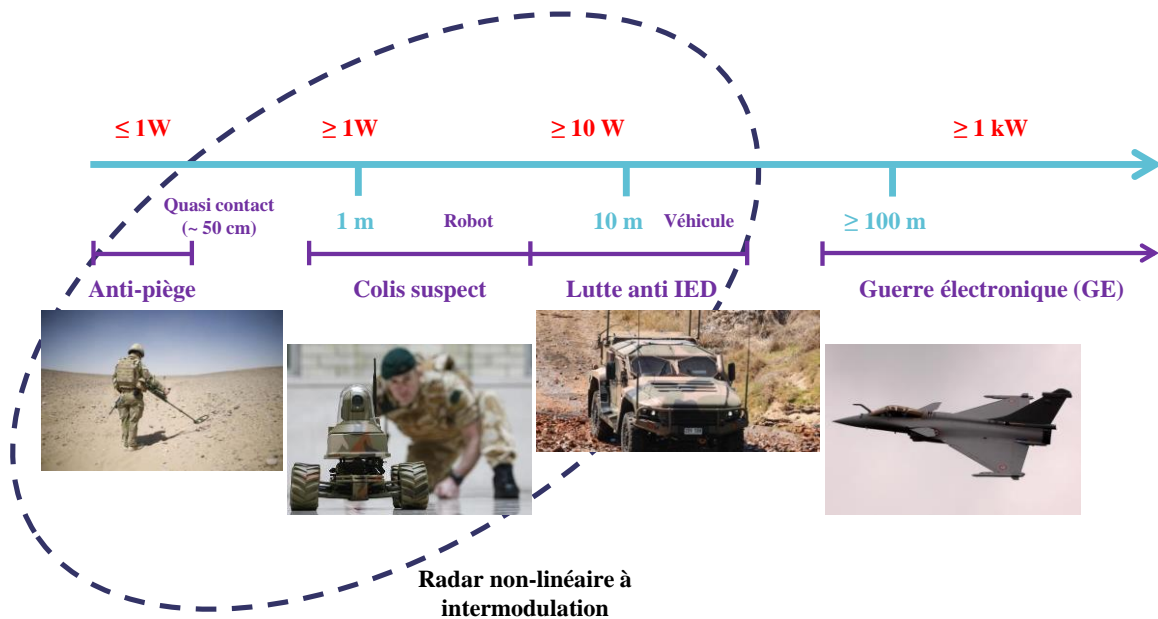 ≤ 1W
≥ 1W
≥ 10 W
≥ 1 kW
Quasi contact
(~ 50 cm)
1 m
Robot
10 m
Véhicule
≥ 100 m
Anti-piège
Colis suspect
Lutte anti IED
Guerre électronique (GE)
Radar non-linéaire à
intermodulation